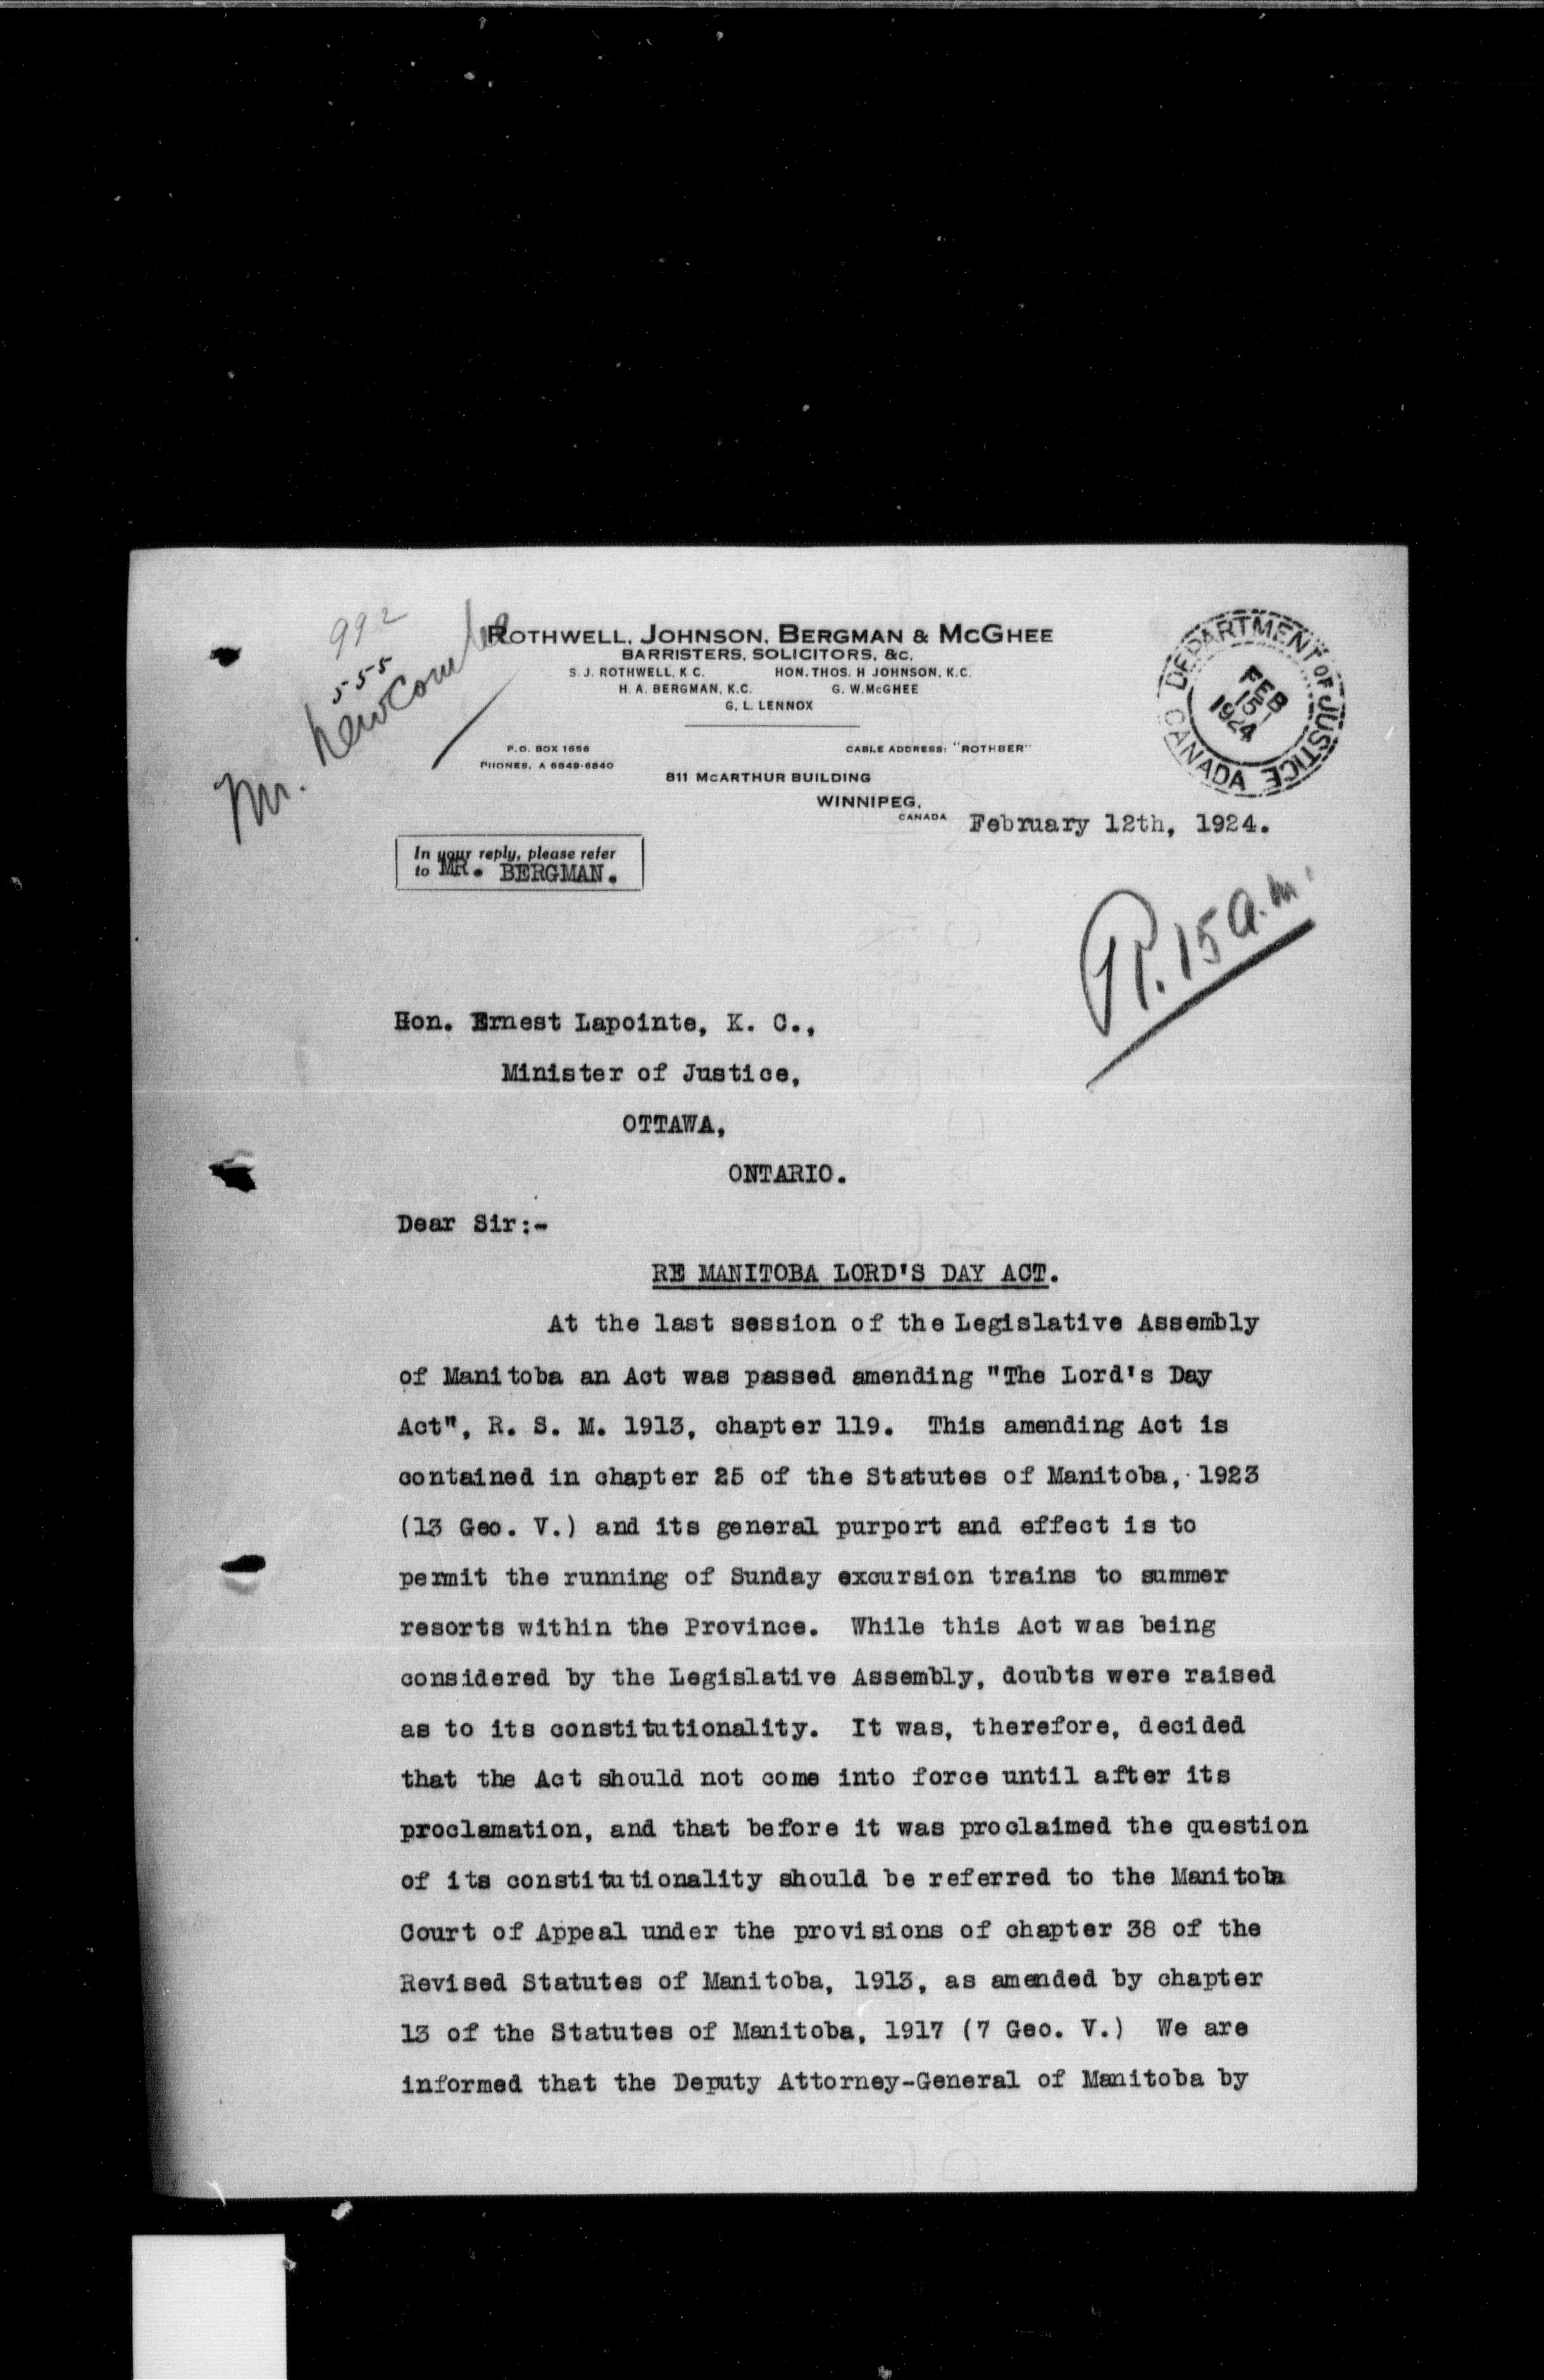 992
555
Mr. Newcombe
ROTHWELL, JOHNSON, BERGMAN & McGHEE
BARRISTERS, SOLICITORS, &c.
S. J. ROTHWELL, K C. HON. THOS. H JOHNSON, K.C.
H. A. BERGMAN, K.C. G. W. McGHEE
G. L. LENNOX
DEPARTMENT OF JUSTICE
CANADA
FEB
15
1924
P.O. BOX 1656
PHONES, A 6849-6840
CABLE ADDRESS: "ROTHBER"
811 McARTHUR BUILDING
WINNIPEG,
CANADA
February 12th, 1924.
In your reply, please refer
to MR. BERGMAN.
R. 15 a.m.
Hon. Ernest Lapointe, K. C.,
Minister of Justice,
OTTAWA,
ONTARIO.
Dear Sir:-
RE MANITOBA LORD'S DAY ACT.
At the last session of the Legislative Assembly
of Manitoba an Act was passed amending "The Lord's Day
Act", R. S. M. 1913, chapter 119. This amending Act is
contained in chapter 25 of the Statutes of Manitoba, 1923
(13 Geo. V.) and its general purport and effect is to
permit the running of Sunday excursion trains to summer
resorts within the Province. While this Act was being
considered by the Legislative Assembly, doubts were raised
as to its constitutionality. It was, therefore, decided
that the Act should not come into force until after its
proclamation, and that before it was proclaimed the question
of its constitutionality should be referred to the Manitoba
Court of Appeal under the provisions of chapter 38 of the
Revised Statutes of Manitoba, 1913, as amended by chapter
13 of the Statutes of Manitoba, 1917 (7 Geo. V.) We are
informed that the Deputy Attorney-General of Manitoba by